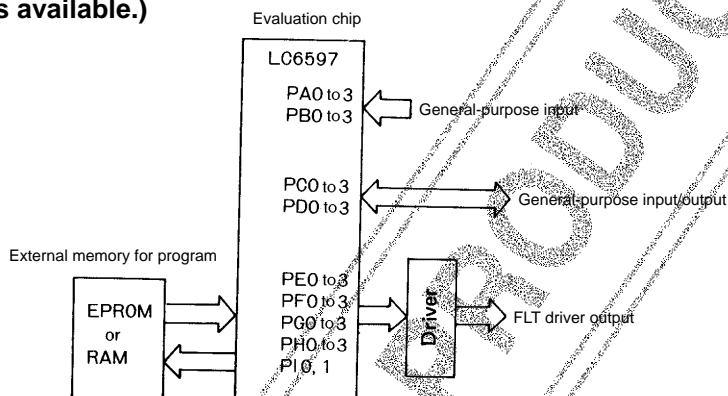 s available.)
Evaluation chip
LC6597
PA0 to 3
PB0 to 3
General-purpose input
PC0 to 3
PD0 to 3
General-purpose input/output
External memory for program
EPROM
or
RAM
PE0 to 3
PF0 to 3
PG0 to 3
PH0 to 3
PI0, 1
Driver
FLT driver output
PRODUC